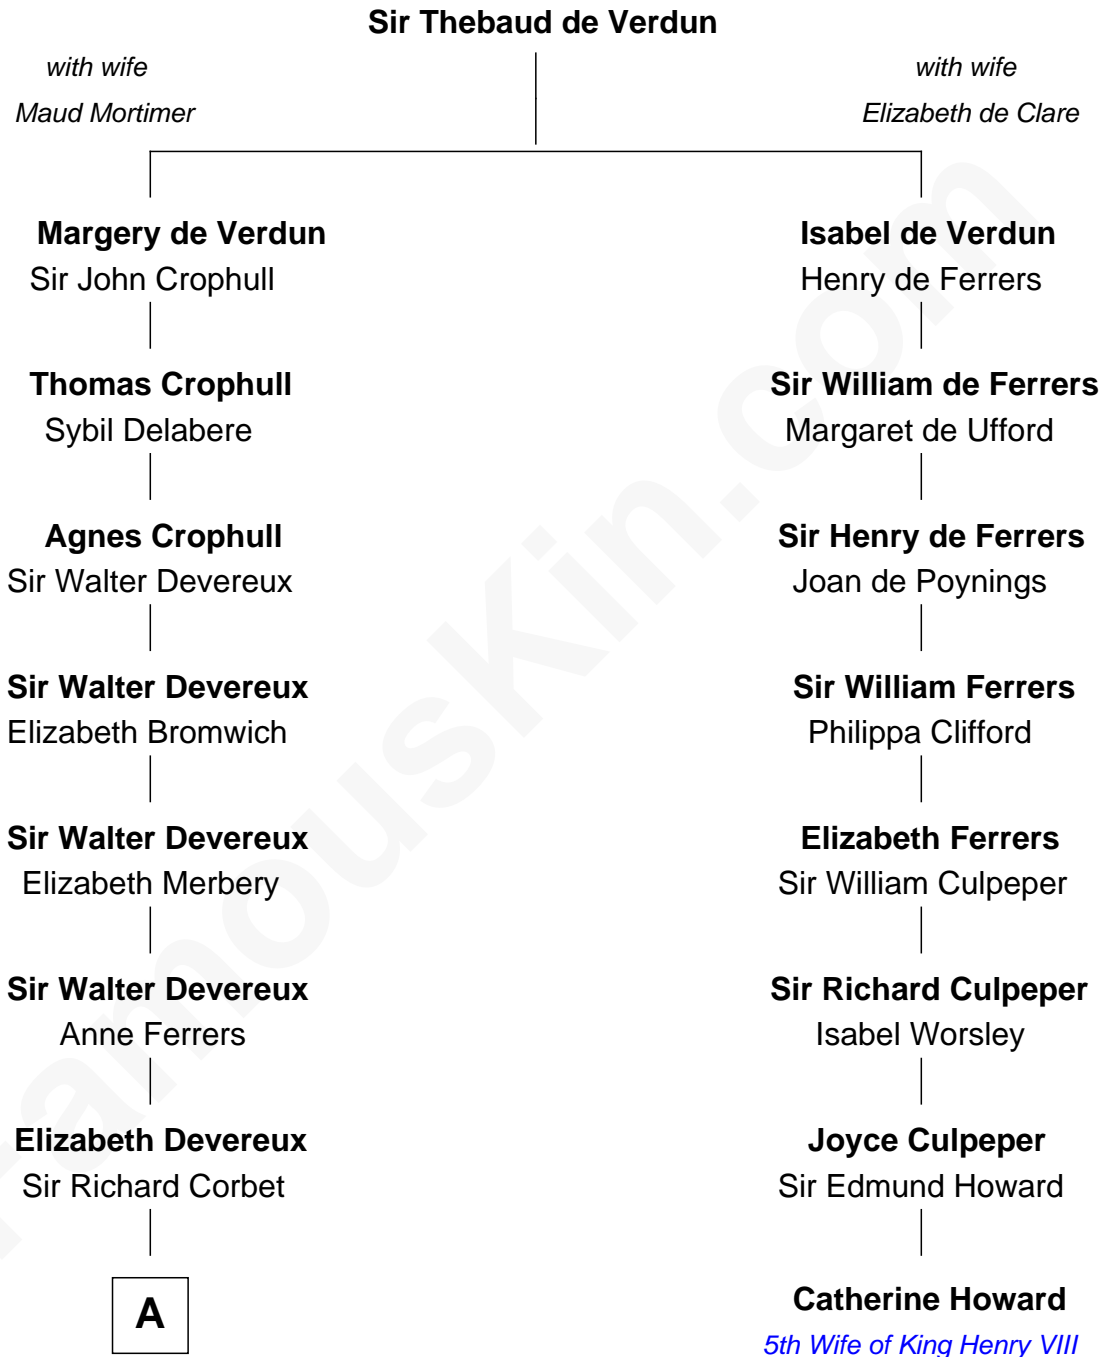 Sir Thebaud de Verdun
with wife
Maud Mortimer
with wife
Elizabeth de Clare
Margery de Verdun
Sir John Crophull
Isabel de Verdun
Henry de Ferrers
Thomas Crophull
Sybil Delabere
Sir William de Ferrers
Margaret de Ufford
Agnes Crophull
Sir Walter Devereux
Sir Henry de Ferrers
Joan de Poynings
Sir Walter Devereux
Elizabeth Bromwich
Sir William Ferrers
Philippa Clifford
Sir Walter Devereux
Elizabeth Merbery
Elizabeth Ferrers
Sir William Culpeper
Sir Walter Devereux
Anne Ferrers
Sir Richard Culpeper
Isabel Worsley
Elizabeth Devereux
Sir Richard Corbet
Joyce Culpeper
Sir Edmund Howard
A
Catherine Howard
5th Wife of King Henry VIII
FamousKin.com